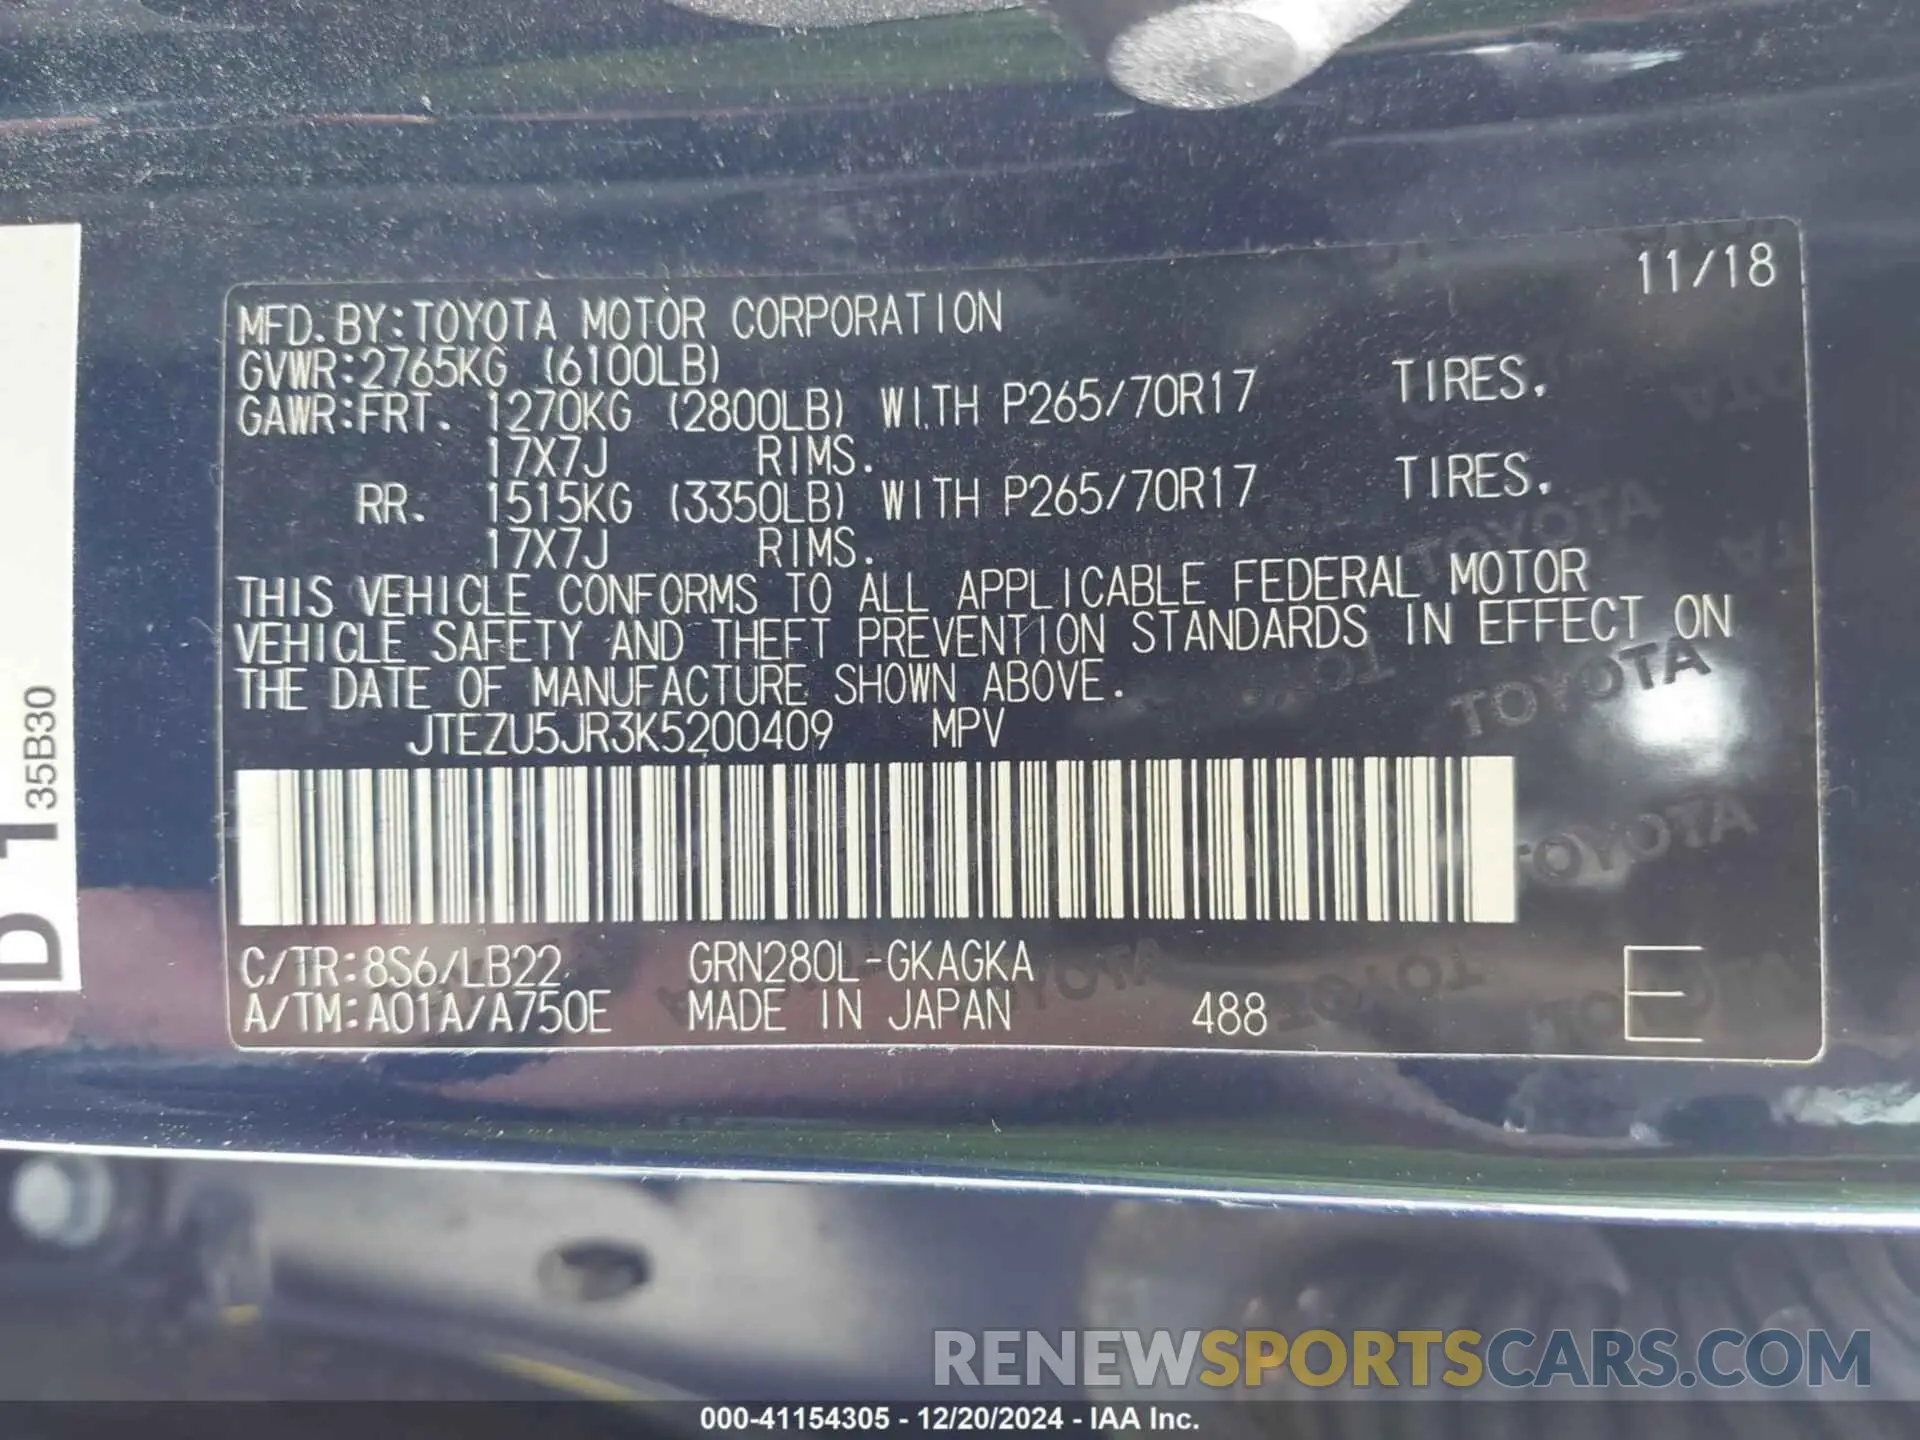 11/18
MFD. BY:TOYOTA MOTOR CORPORATION
GVWR:2765KG (6100LB)
GAWR:FRT. 1270KG (2800LB) WITH P265/70R17 TIRES.
17X7J RIMS.
RR. 1515KG (3350LB) WITH P265/70R17 TIRES.
17X7J RIMS.
THIS VEHICLE CONFORMS TO ALL APPLICABLE FEDERAL MOTOR
VEHICLE SAFETY AND THEFT PREVENTION STANDARDS IN EFFECT ON
THE DATE OF MANUFACTURE SHOWN ABOVE.
JTEZU5JR3K5200409 MPV
C/TR:8S6/LB22 GRN280L-GKAGKA
A/TM:A01A/A750E MADE IN JAPAN 488 E
D 1 35B30
TOYOTA
TOYOTA
TOYOTA
RENEWSPORTSCARS.COM
000-41154305 - 12/20/2024 - IAA Inc.